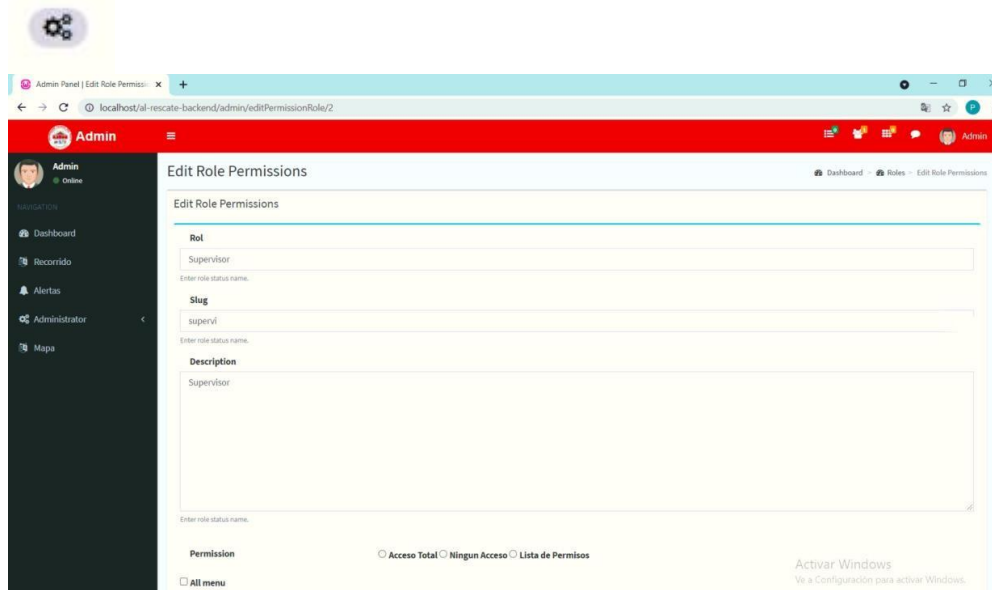 Admin Panel | Edit Role Permissi
localhost/al-rescate-backend/admin/editPermissionRole/2
P
Admin
Admin
Admin
Online
Edit Role Permissions
Dashboard - Roles - Edit Role Permissions
NAVIGATION
Edit Role Permissions
Dashboard
Rol
Supervisor
Recorrido
Enter role status name.
Alertas
Slug
Administrator
supervi
Enter role status name.
Mapa
Description
Supervisor
Enter role status name.
Permission
Acceso Total Ningun Acceso Lista de Permisos
All menu
Activar Windows
Ve a Configuración para activar Windows.